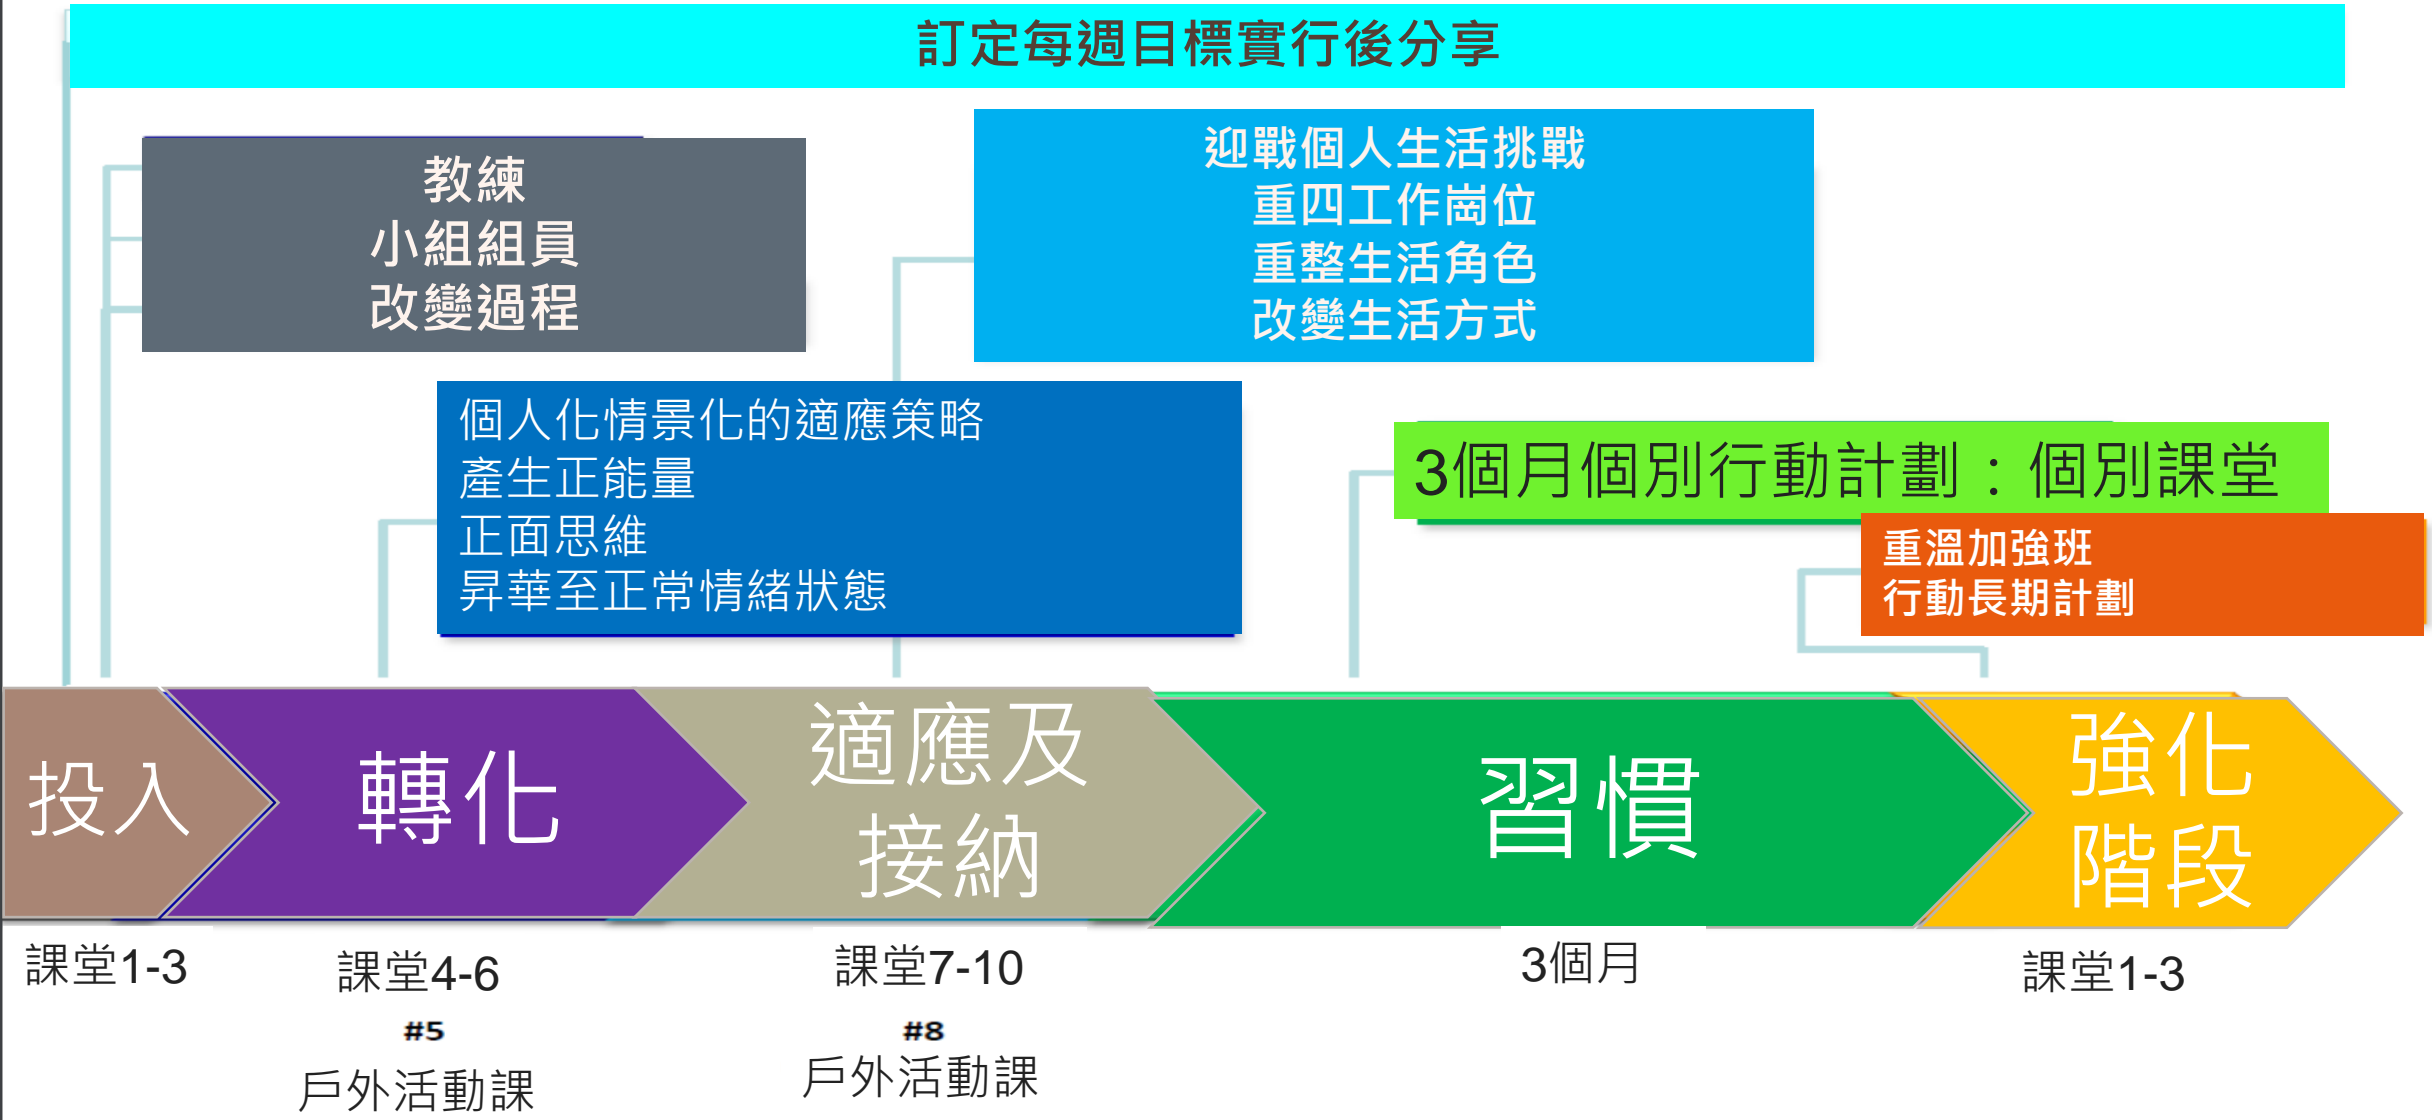 訂定每週目標實行後分享
教練
小組組員
改變過程
迎戰個人生活挑戰
重四工作崗位
重整生活角色
改變生活方式
個人化情景化的適應策略
產生正能量
正面思維
昇華至正常情緒狀態
3個月個別行動計劃：個別課堂
重溫加強班
行動長期計劃
投入
轉化
適應及
接納
習慣
強化
階段
課堂1-3
課堂4-6
#5
戶外活動課
課堂7-10
#8
戶外活動課
3個月
課堂1-3